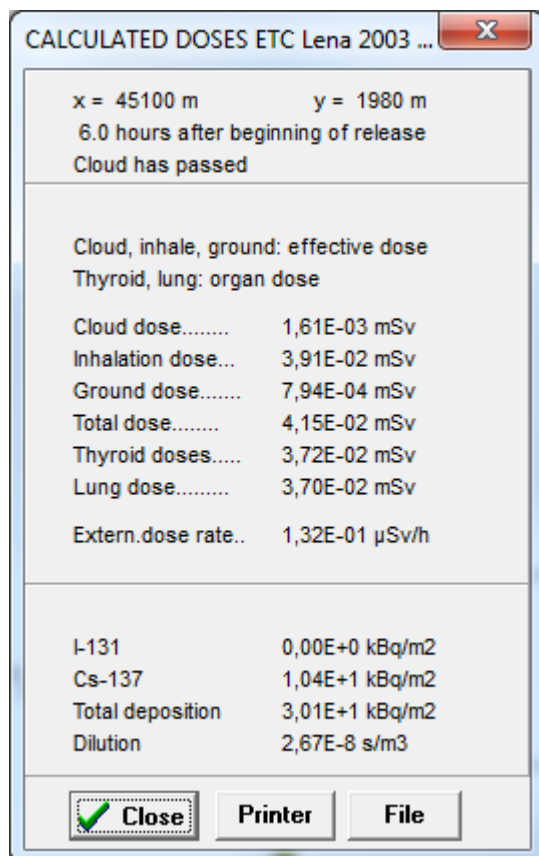 CALCULATED DOSES ETC Lena 2003 ...
x = 45100 m y = 1980 m
6.0 hours after beginning of release
Cloud has passed
Cloud, inhale, ground: effective dose
Thyroid, lung: organ dose
Cloud dose........ 1,61E-03 mSv
Inhalation dose... 3,91E-02 mSv
Ground dose....... 7,94E-04 mSv
Total dose........ 4,15E-02 mSv
Thyroid doses..... 3,72E-02 mSv
Lung dose......... 3,70E-02 mSv
Extern.dose rate.. 1,32E-01 µSv/h
I-131 0,00E+0 kBq/m2
Cs-137 1,04E+1 kBq/m2
Total deposition 3,01E+1 kBq/m2
Dilution 2,67E-8 s/m3
Close Printer File